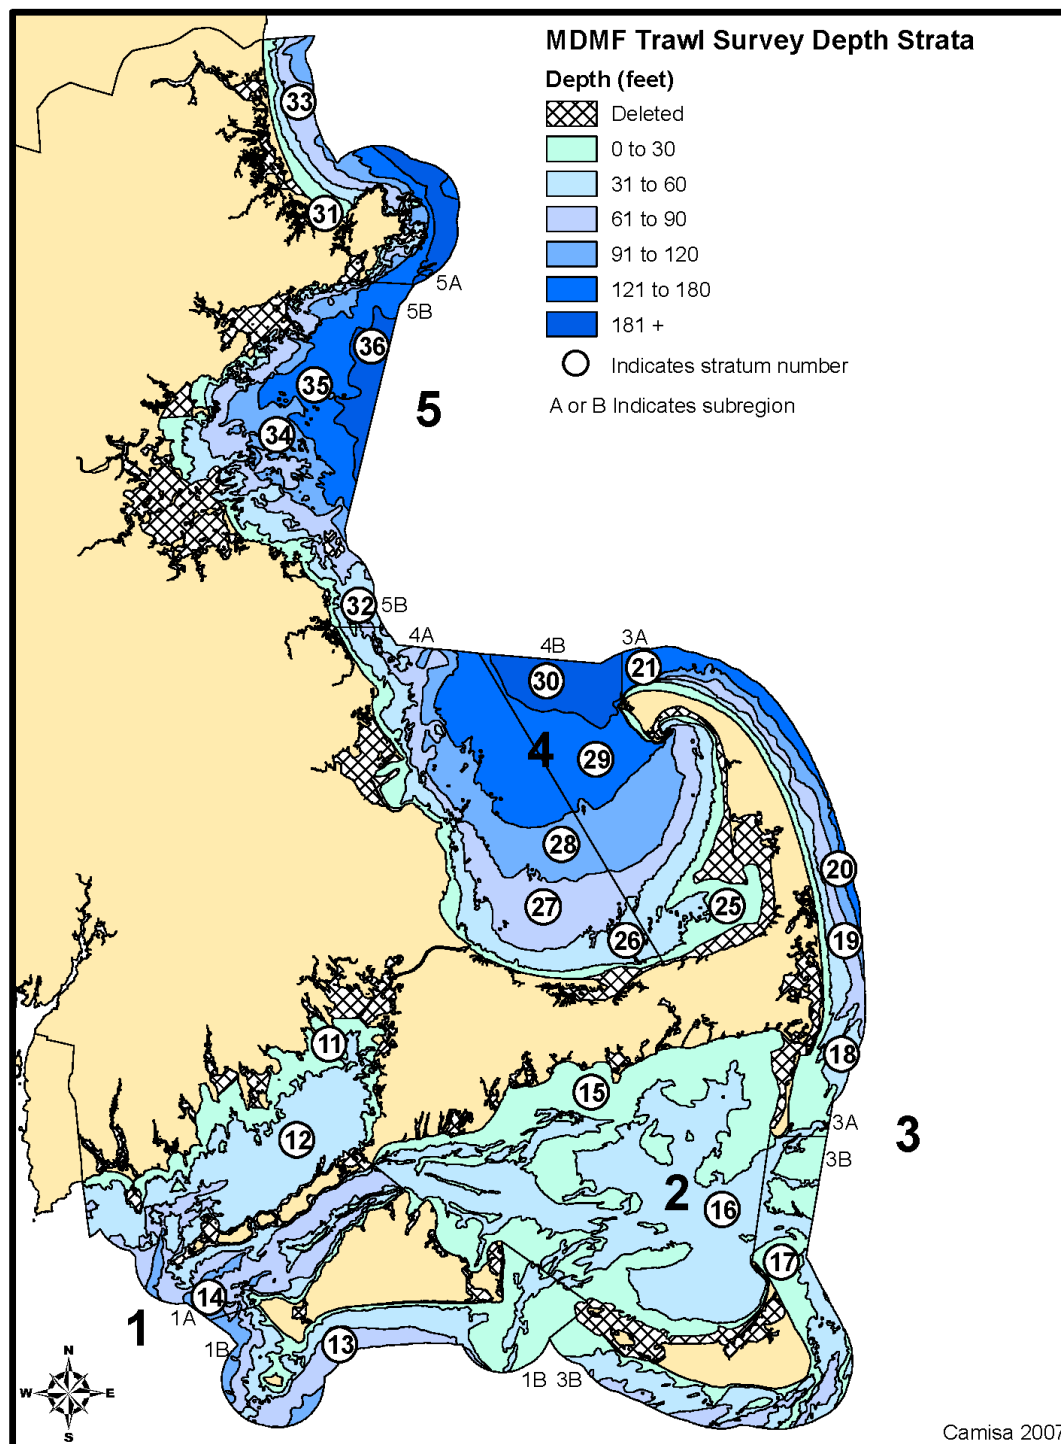 MDMF Trawl Survey Depth Strata
Depth (feet)
Deleted
0 to 30
31 to 60
61 to 90
91 to 120
121 to 180
181 +
Indicates stratum number
A or B Indicates subregion
33
31
5A
5B
36
35
5
34
32
5B
4A
4B
3A
21
30
4
29
28
20
27
25
26
19
11
18
15
12
3A
3
3B
2
16
17
14
1
1A
13
1B
1B
3B
N
W
E
S
Camisa 2007